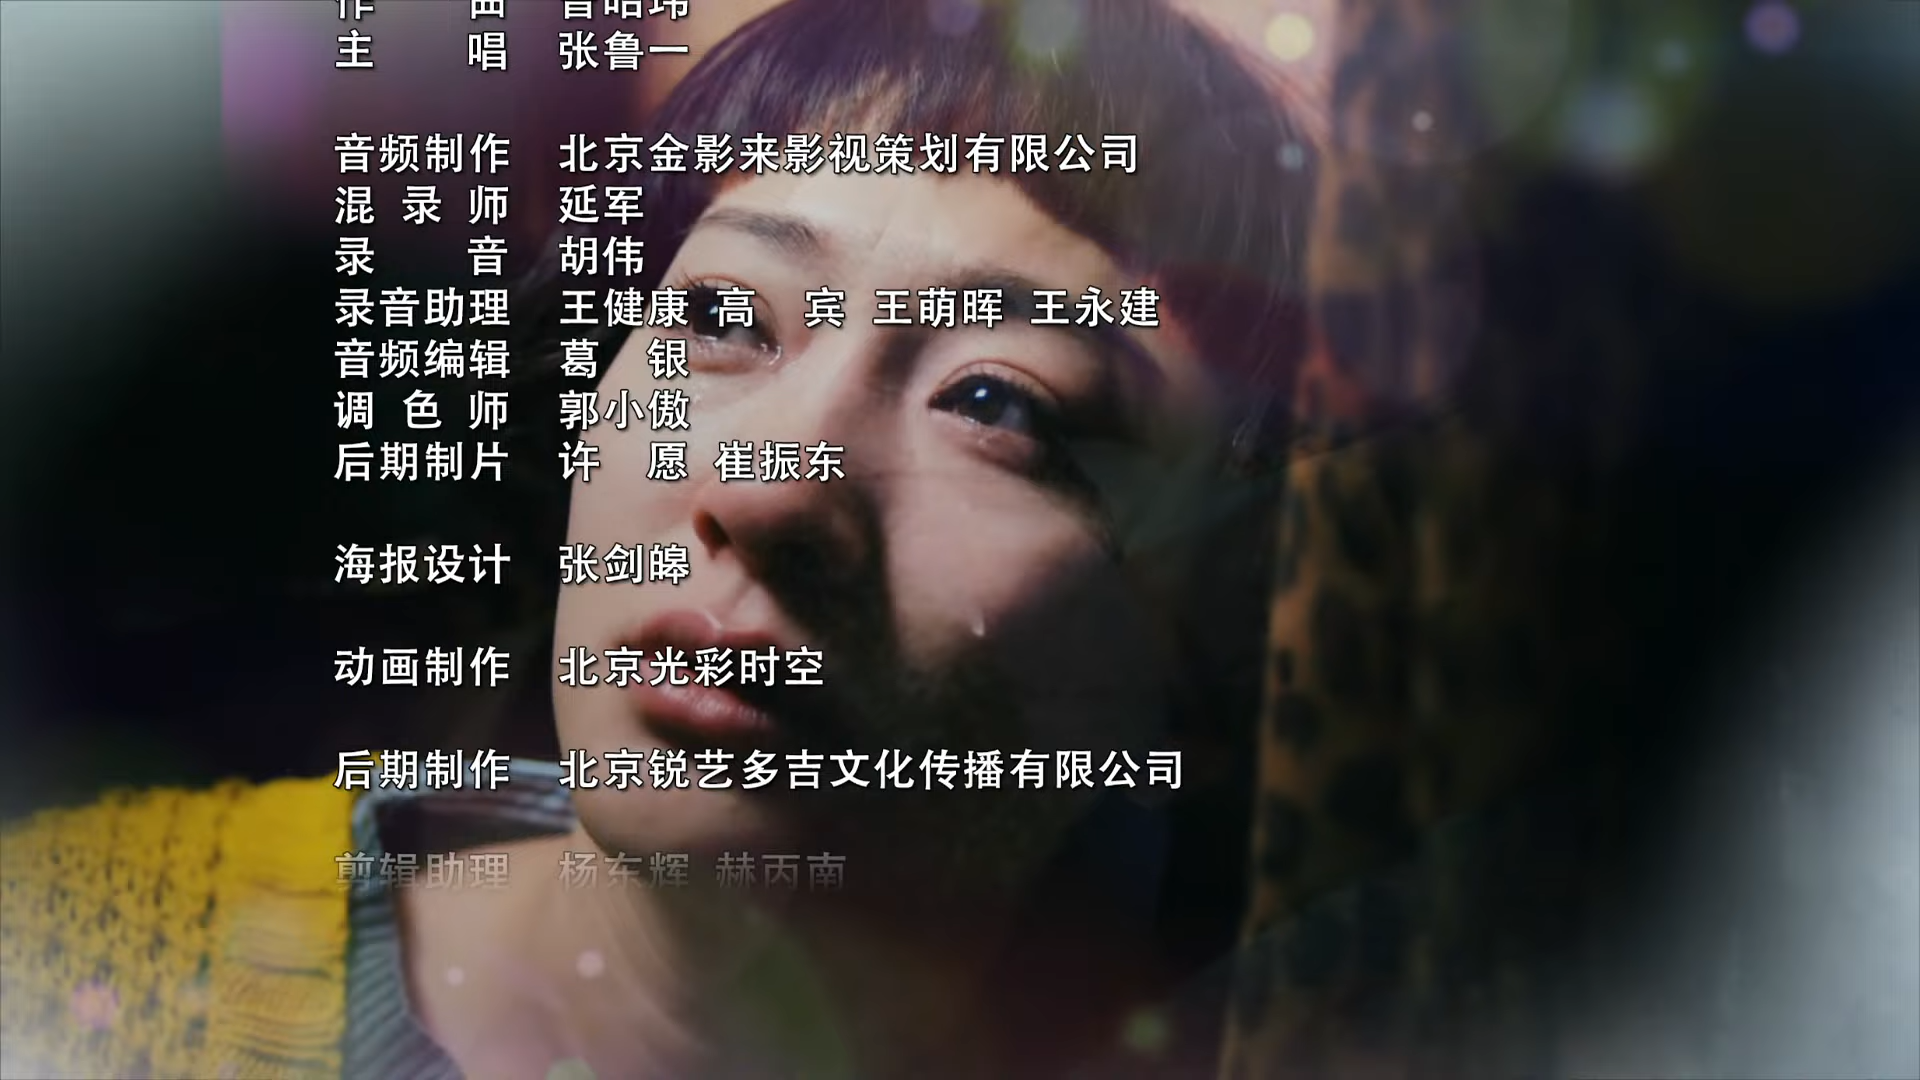 作曲 曾昭玮
主唱 张鲁一
音频制作 北京金影来影视策划有限公司
混录师 延军
录音 胡伟
录音助理 王健康 高宾 王萌晖 王永建
音频编辑 葛银
调色师 郭小傲
后期制片 许愿 崔振东
海报设计 张剑皞
动画制作 北京光彩时空
后期制作 北京锐艺多吉文化传播有限公司
剪辑助理 杨东辉 赫丙南